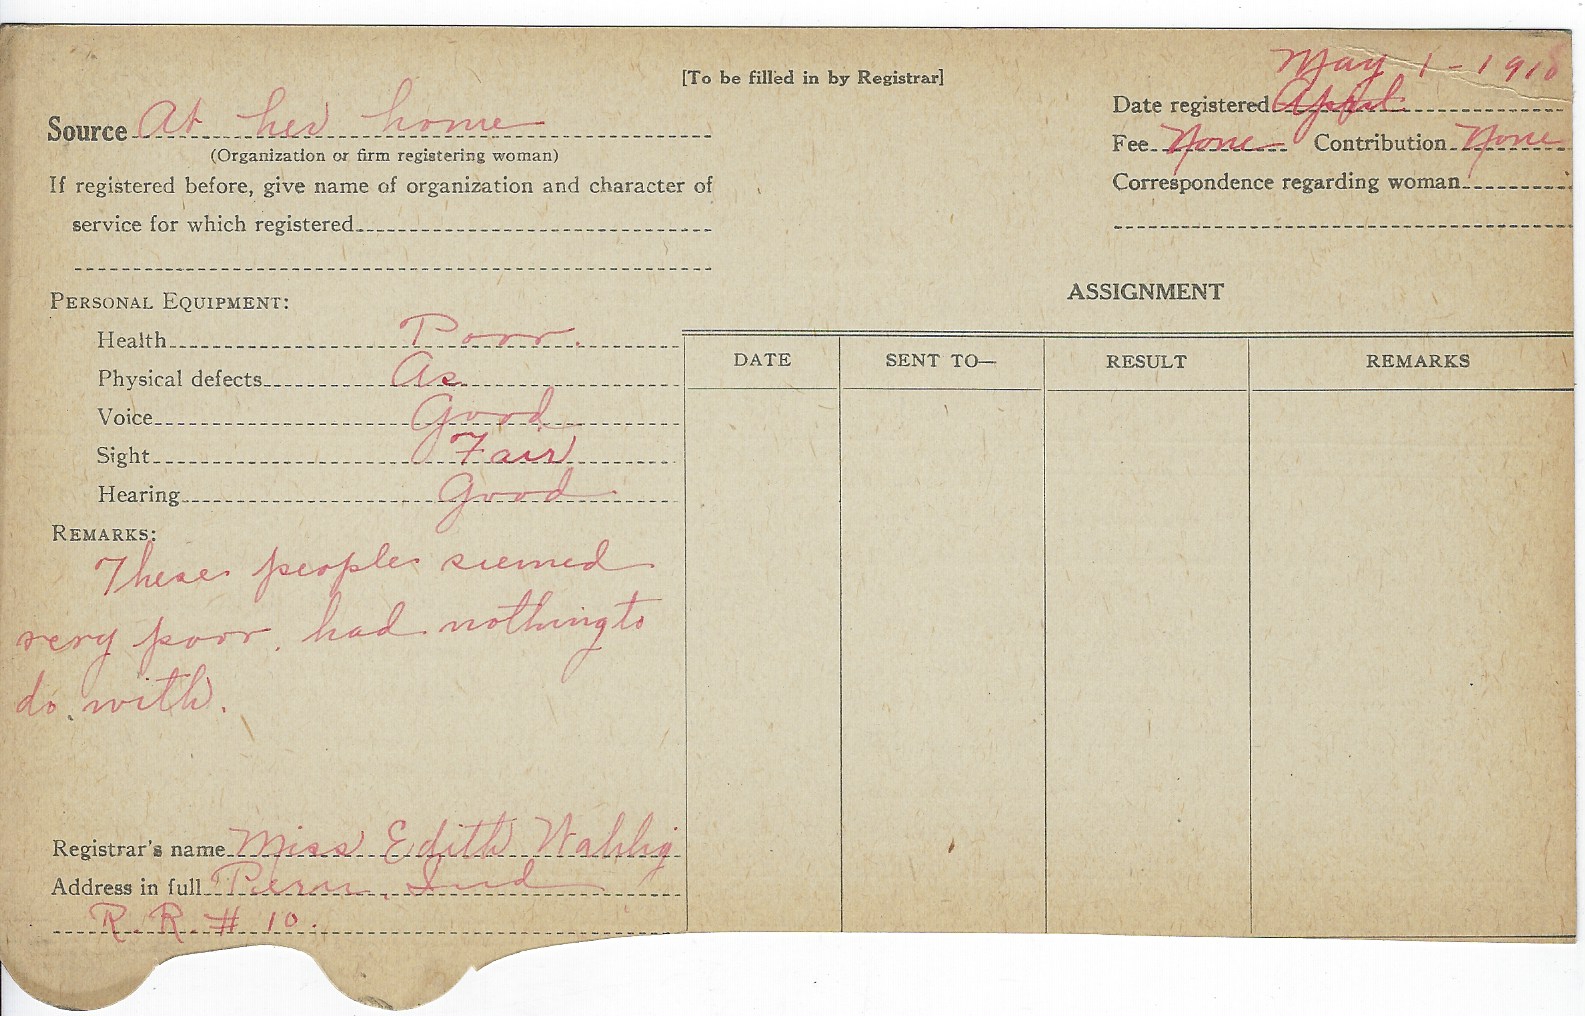 [To be filled in by Registrar]
May 1-1918
Date registered April
Source At her home
(Organization or firm registering woman)
Fee None Contribution None
If registered before, give name of organization and character of
service for which registered
Correspondence regarding woman
PERSONAL EQUIPMENT:
Health Poor.
Physical defects As
Voice Good
Sight Fair
Hearing Good
REMARKS:
These people seemed
very poor, had nothing to
do with.
Registrar's name Miss Edith Wahlig
Address in full Peru, Ind
R. R. # 10.
ASSIGNMENT
DATE SENT TO— RESULT REMARKS